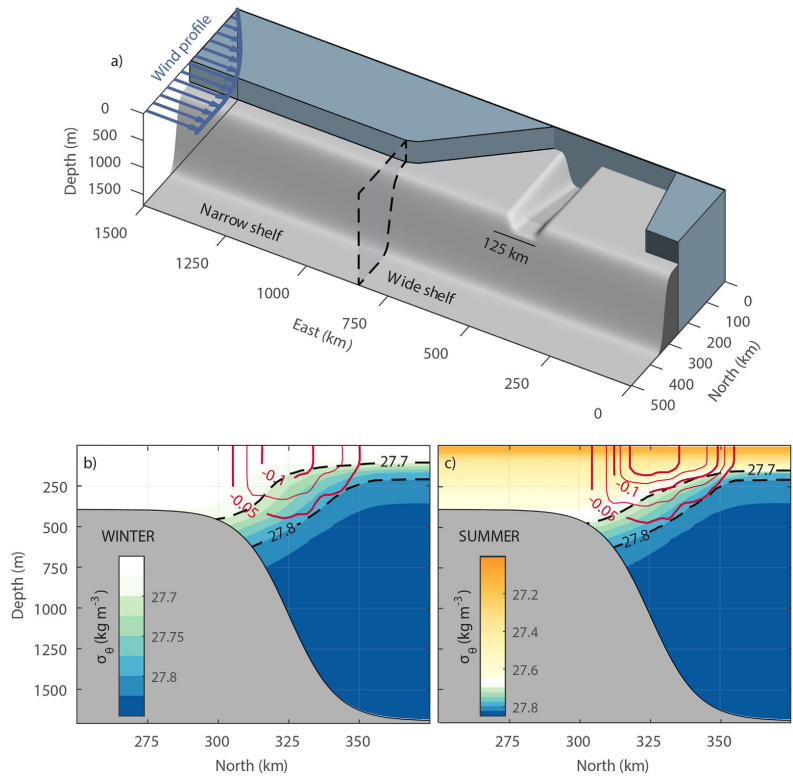 a)
Wind profile
0
500
1000
1500
Depth (m)
1500
1250
1000
750
500
250
0
East (km)
Narrow shelf
Wide shelf
125 km
0
100
200
300
400
500
North (km)
b)
27.7
-0.1
-0.05
27.8
WINTER
27.7
27.75
27.8
σθ (kg m⁻³)
250
500
750
1000
1250
1500
Depth (m)
275
300
325
350
North (km)
c)
27.7
-0.1
-0.05
27.8
SUMMER
27.2
27.4
27.6
27.8
σθ (kg m⁻³)
275
300
325
350
North (km)